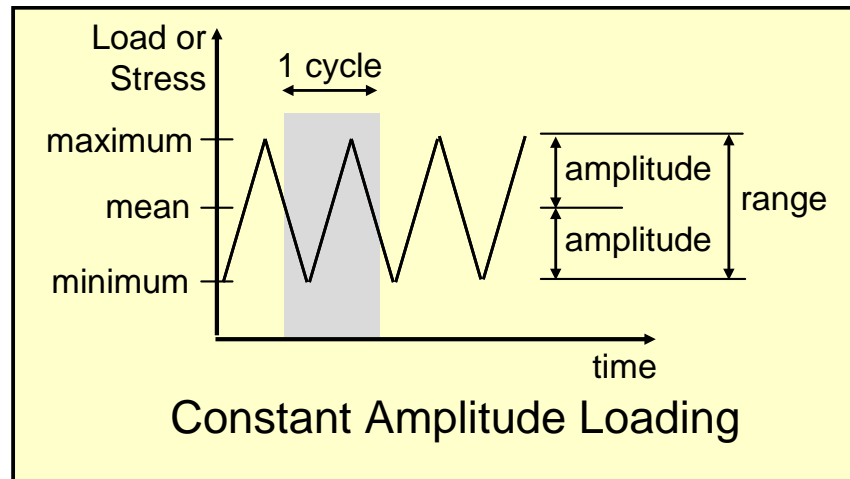 Load or
Stress
1 cycle
maximum
mean
minimum
amplitude
amplitude
range
time
Constant Amplitude Loading